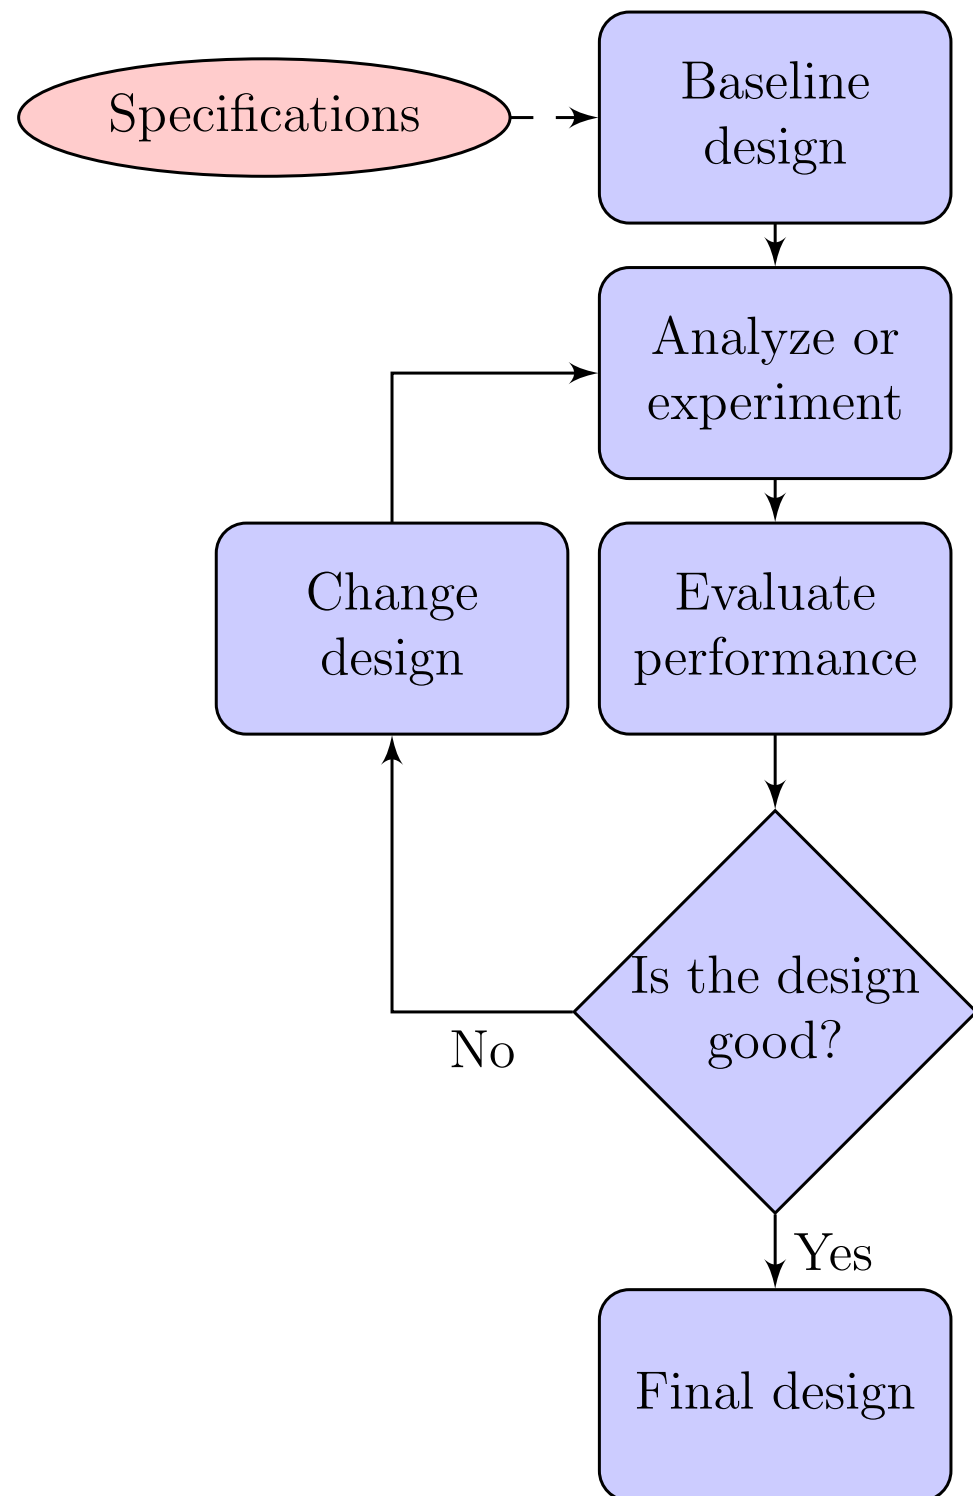 Specifications
Baseline
design
Analyze or
experiment
Change
design
Evaluate
performance
Is the design
good?
No
Yes
Final design